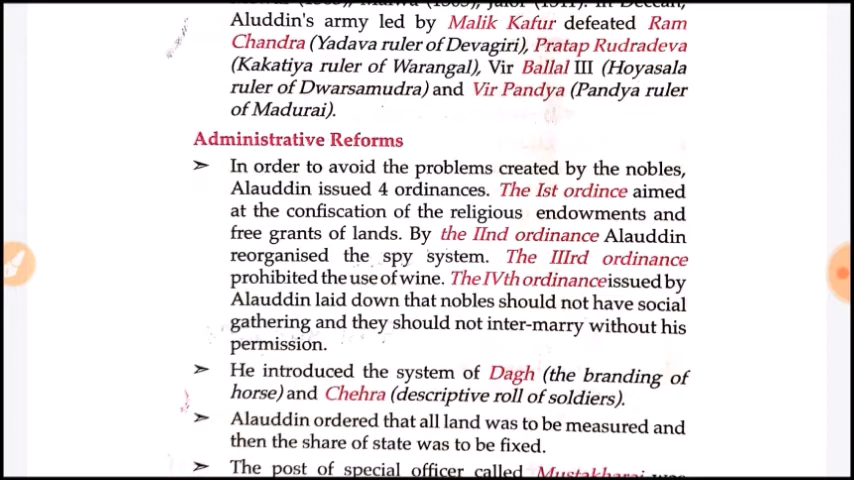 Aluddin's army led by Malik Kafur defeated Ram
Chandra (Yadava ruler of Devagiri), Pratap Rudradeva
(Kakatiya ruler of Warangal), Vir Ballal III (Hoyasala
ruler of Dwarsamudra) and Vir Pandya (Pandya ruler
of Madurai).
Administrative Reforms
➢ In order to avoid the problems created by the nobles,
Alauddin issued 4 ordinances. The Ist ordince aimed
at the confiscation of the religious endowments and
free grants of lands. By the IInd ordinance Alauddin
reorganised the spy system. The IIIrd ordinance
prohibited the use of wine. The IVth ordinance issued by
Alauddin laid down that nobles should not have social
gathering and they should not inter-marry without his
permission.
➢ He introduced the system of Dagh (the branding of
horse) and Chehra (descriptive roll of soldiers).
➢ Alauddin ordered that all land was to be measured and
then the share of state was to be fixed.
➢ The post of special officer called Mustakharaj was